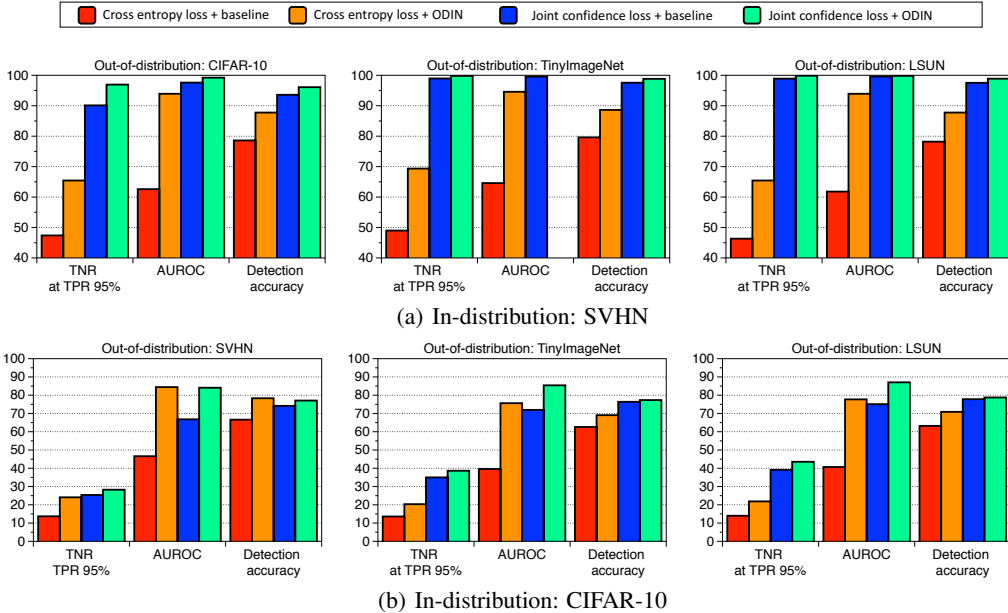 Cross entropy loss + baseline Cross entropy loss + ODIN Joint confidence loss + baseline Joint confidence loss + ODIN
Out-of-distribution: CIFAR-10 Out-of-distribution: TinyImageNet Out-of-distribution: LSUN
100 100 100
90 90 90
80 80 80
70 70 70
60 60 60
50 50 50
40 40 40
TNR AUROC Detection TNR AUROC Detection TNR AUROC Detection
at TPR 95% accuracy at TPR 95% accuracy at TPR 95% accuracy
(a) In-distribution: SVHN
Out-of-distribution: SVHN Out-of-distribution: TinyImageNet Out-of-distribution: LSUN
100 100 100
90 90 90
80 80 80
70 70 70
60 60 60
50 50 50
40 40 40
30 30 30
20 20 20
10 10 10
0 0 0
TNR AUROC Detection TNR AUROC Detection TNR AUROC Detection
TPR 95% accuracy at TPR 95% accuracy at TPR 95% accuracy
(b) In-distribution: CIFAR-10